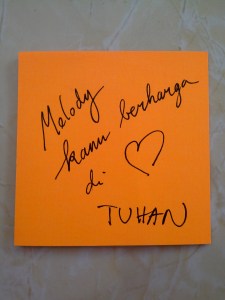 Melody
kamu berharga
di ♡
TUHAN